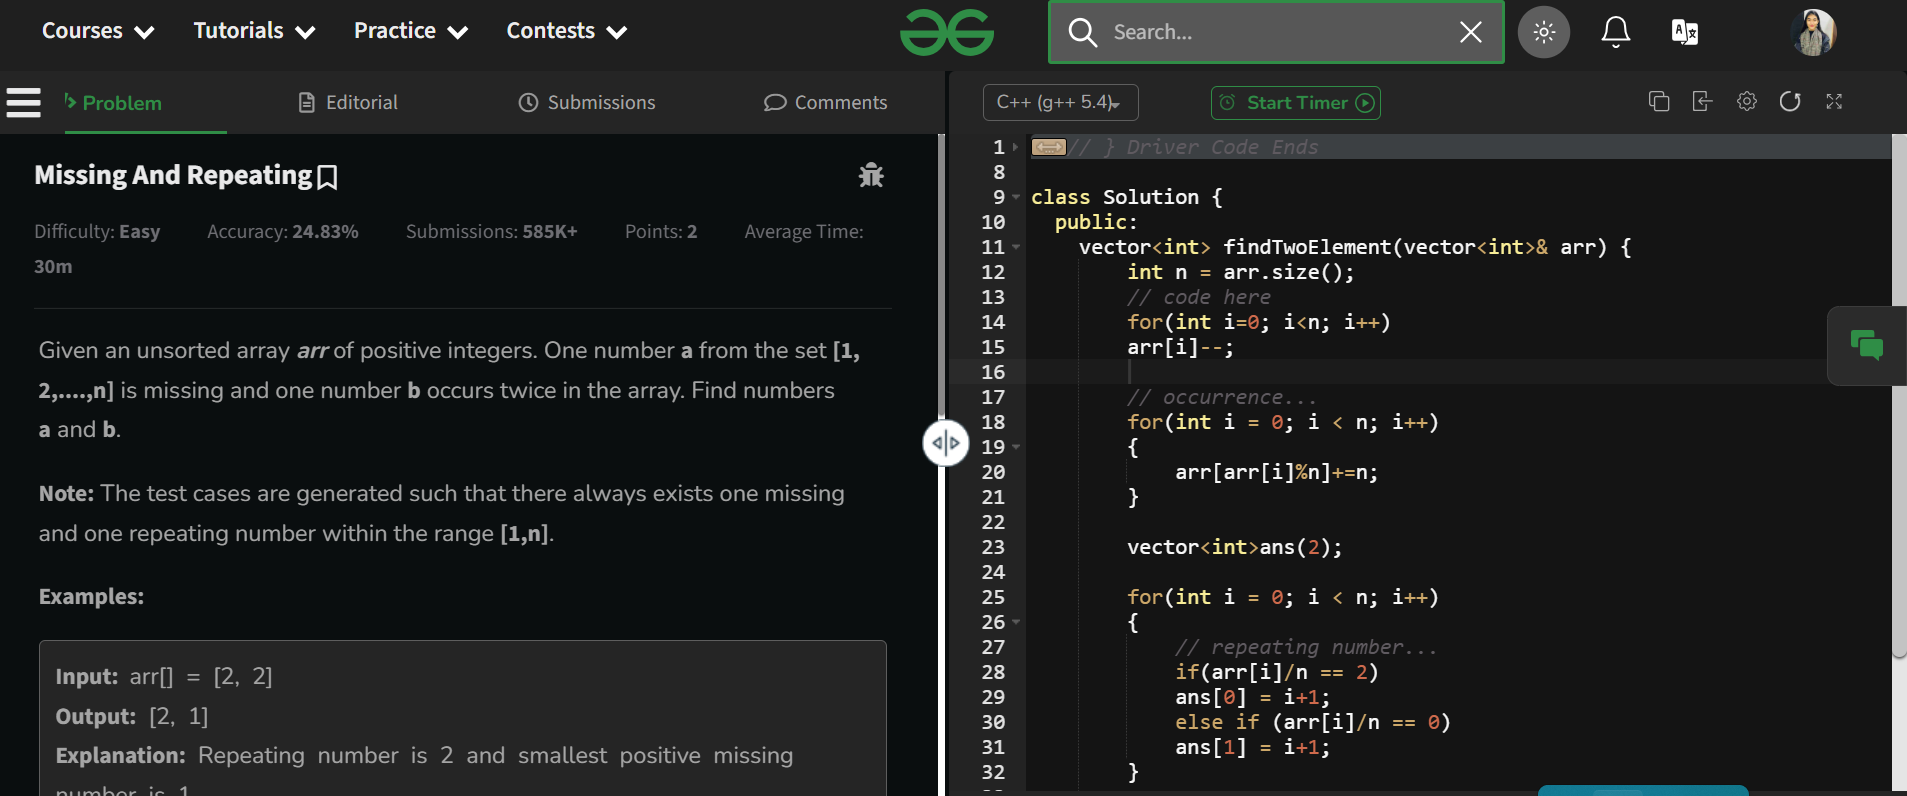 Courses Tutorials Practice Contests Search...
Problem Editorial Submissions Comments
C++ (g++ 5.4) Start Timer
Missing And Repeating
Difficulty: Easy Accuracy: 24.83% Submissions: 585K+ Points: 2 Average Time:
30m
Given an unsorted array arr of positive integers. One number a from the set [1,
2,....,n] is missing and one number b occurs twice in the array. Find numbers
a and b.
Note: The test cases are generated such that there always exists one missing
and one repeating number within the range [1,n].
Examples:
Input: arr[] = [2, 2]
Output: [2, 1]
Explanation: Repeating number is 2 and smallest positive missing
number is 1
1 // } Driver Code Ends
8
9 class Solution {
10 public:
11 vector<int> findTwoElement(vector<int>& arr) {
12 int n = arr.size();
13 // code here
14 for(int i=0; i<n; i++)
15 arr[i]--;
16
17 // occurrence...
18 for(int i = 0; i < n; i++)
19 {
20 arr[arr[i]%n]+=n;
21 }
22
23 vector<int>ans(2);
24
25 for(int i = 0; i < n; i++)
26 {
27 // repeating number...
28 if(arr[i]/n == 2)
29 ans[0] = i+1;
30 else if (arr[i]/n == 0)
31 ans[1] = i+1;
32 }